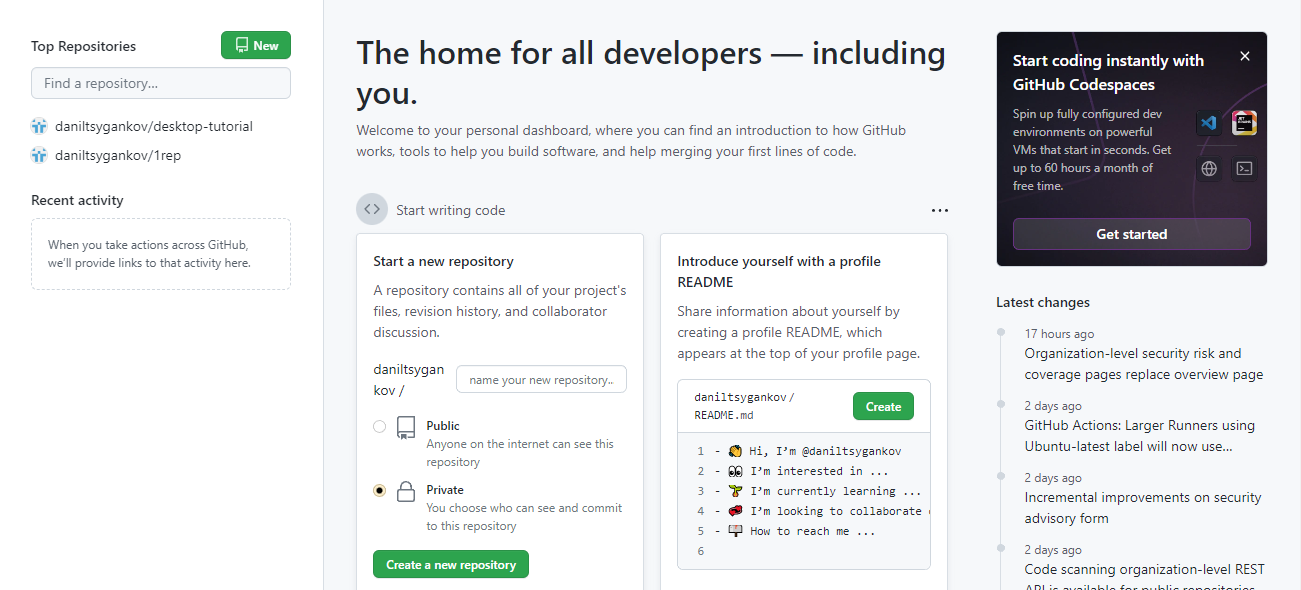 Top Repositories
New
Find a repository...
daniltsygankov/desktop-tutorial
daniltsygankov/1rep
Recent activity
When you take actions across GitHub,
we'll provide links to that activity here.
The home for all developers — including
you.
Welcome to your personal dashboard, where you can find an introduction to how GitHub
works, tools to help you build software, and help merging your first lines of code.
<> Start writing code
...
Start a new repository
A repository contains all of your project's
files, revision history, and collaborator
discussion.
daniltsygan
kov /
name your new repository..
Public
Anyone on the internet can see this
repository
Private
You choose who can see and commit
to this repository
Create a new repository
Introduce yourself with a profile
README
Share information about yourself by
creating a profile README, which
appears at the top of your profile page.
daniltsygankov/
README.md
Create
1 - 👋 Hi, I'm @daniltsygankov
2 - 👀 I'm interested in ...
3 - 🌱 I'm currently learning ...
4 - 💞️ I'm looking to collaborate
5 - 📫 How to reach me ...
6
Start coding instantly with
GitHub Codespaces
Spin up fully configured dev
environments on powerful
VMs that start in seconds. Get
up to 60 hours a month of
free time.
Get started
Latest changes
17 hours ago
Organization-level security risk and
coverage pages replace overview page
2 days ago
GitHub Actions: Larger Runners using
Ubuntu-latest label will now use...
2 days ago
Incremental improvements on security
advisory form
2 days ago
Code scanning organization-level REST
API is available for public repositories